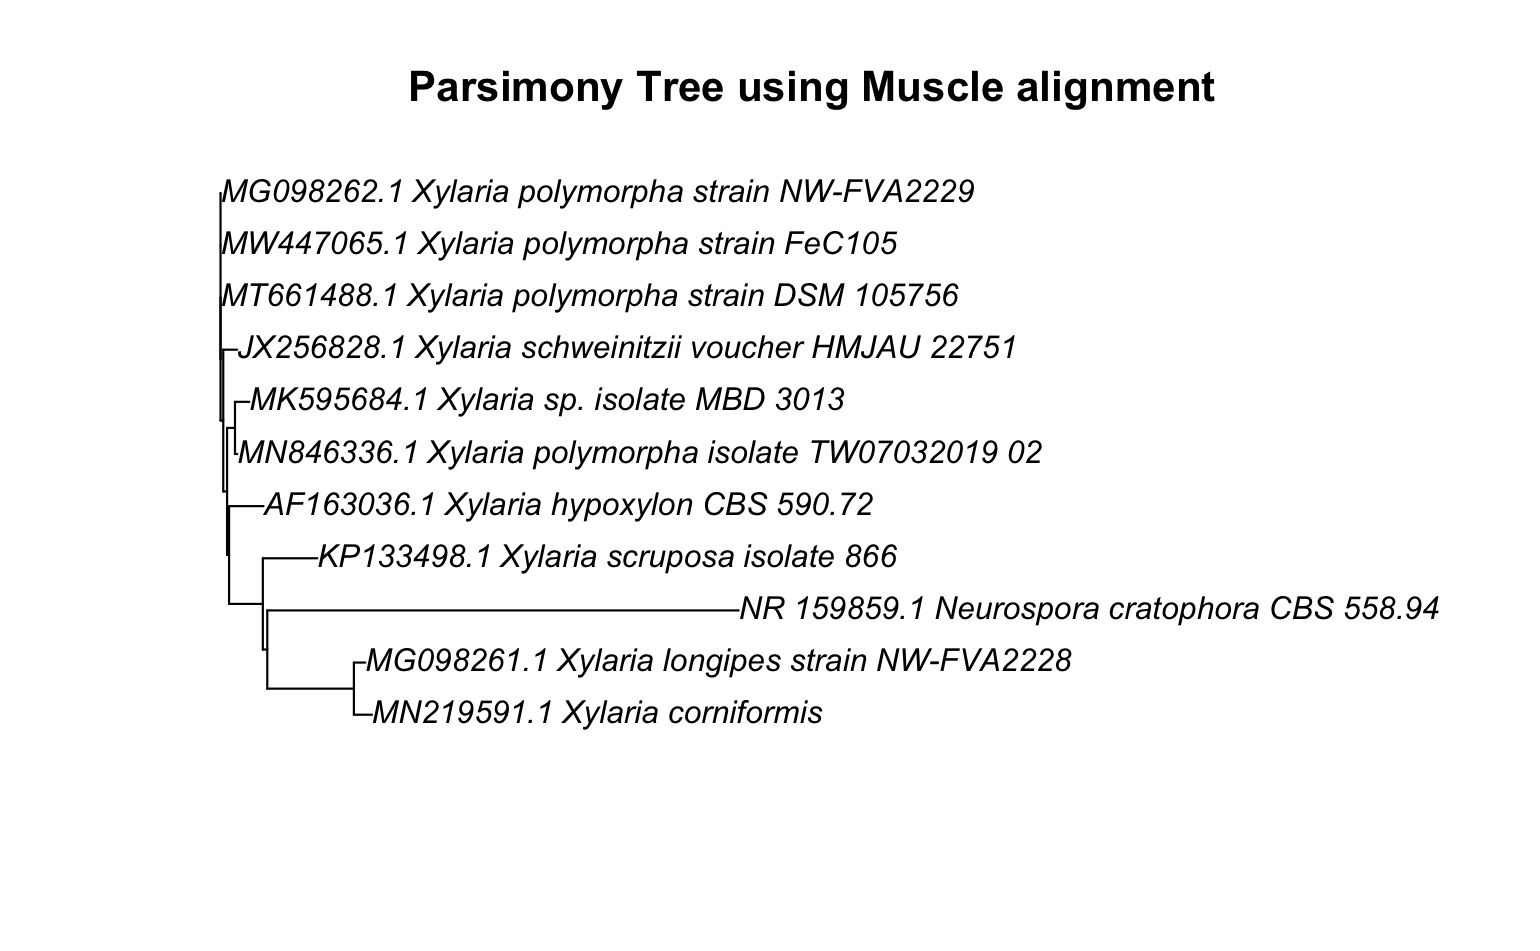 Parsimony Tree using Muscle alignment
MG098262.1 Xylaria polymorpha strain NW-FVA2229
MW447065.1 Xylaria polymorpha strain FeC105
MT661488.1 Xylaria polymorpha strain DSM 105756
JX256828.1 Xylaria schweinitzii voucher HMJAU 22751
MK595684.1 Xylaria sp. isolate MBD 3013
MN846336.1 Xylaria polymorpha isolate TW07032019 02
AF163036.1 Xylaria hypoxylon CBS 590.72
KP133498.1 Xylaria scruposa isolate 866
NR 159859.1 Neurospora cratophora CBS 558.94
MG098261.1 Xylaria longipes strain NW-FVA2228
MN219591.1 Xylaria corniformis